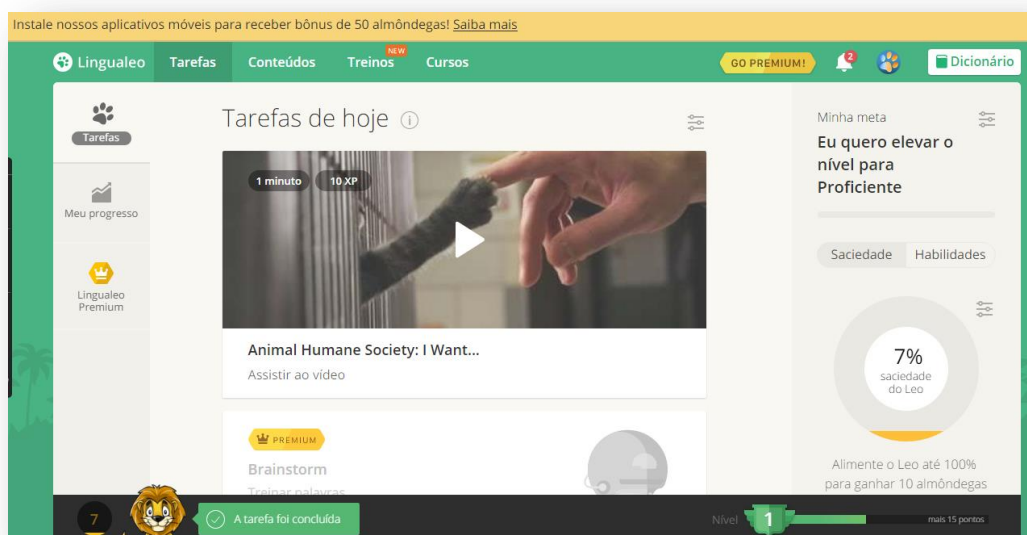 Instale nossos aplicativos móveis para receber bônus de 50 almôndegas! Saiba mais
Lingualeo
Tarefas
Conteúdos
Treinos
NEW
Cursos
GO PREMIUM!
2
Dicionário
Tarefas
Meu progresso
Lingualeo
Premium
Tarefas de hoje
1 minuto
10 XP
Animal Humane Society: I Want...
Assistir ao vídeo
PREMIUM
Brainstorm
Treinar palavras
Minha meta
Eu quero elevar o
nível para
Proficiente
Saciedade
Habilidades
7%
saciedade
do Leo
Alimente o Leo até 100%
para ganhar 10 almôndegas
7
A tarefa foi concluída
Nível
1
mais 15 pontos